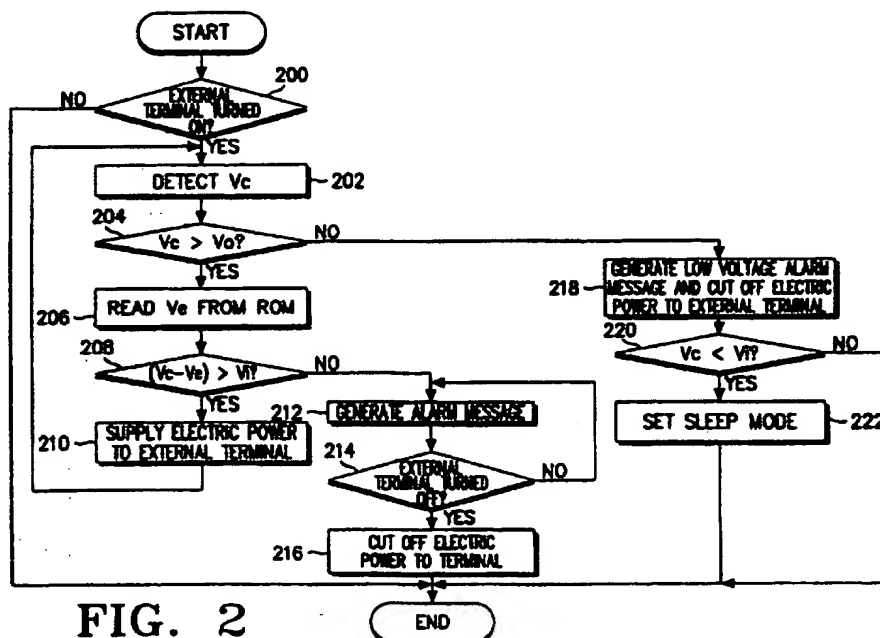 START
200
EXTERNAL
TERMINAL TURNED
ON?
NO
YES
DETECT Vc
202
204
Vc > Vo?
NO
YES
206
READ Ve FROM ROM
208
(Vc-Ve) > Vi?
NO
YES
210
SUPPLY ELECTRIC POWER
TO EXTERNAL TERMINAL
212
GENERATE ALARM MESSAGE
214
EXTERNAL
TERMINAL TURNED
OFF?
NO
YES
216
CUT OFF ELECTRIC
POWER TO TERMINAL
218
GENERATE LOW VOLTAGE ALARM
MESSAGE AND CUT OFF ELECTRIC
POWER TO EXTERNAL TERMINAL
220
Vc < Vi?
NO
YES
SET SLEEP MODE
222
END
FIG. 2